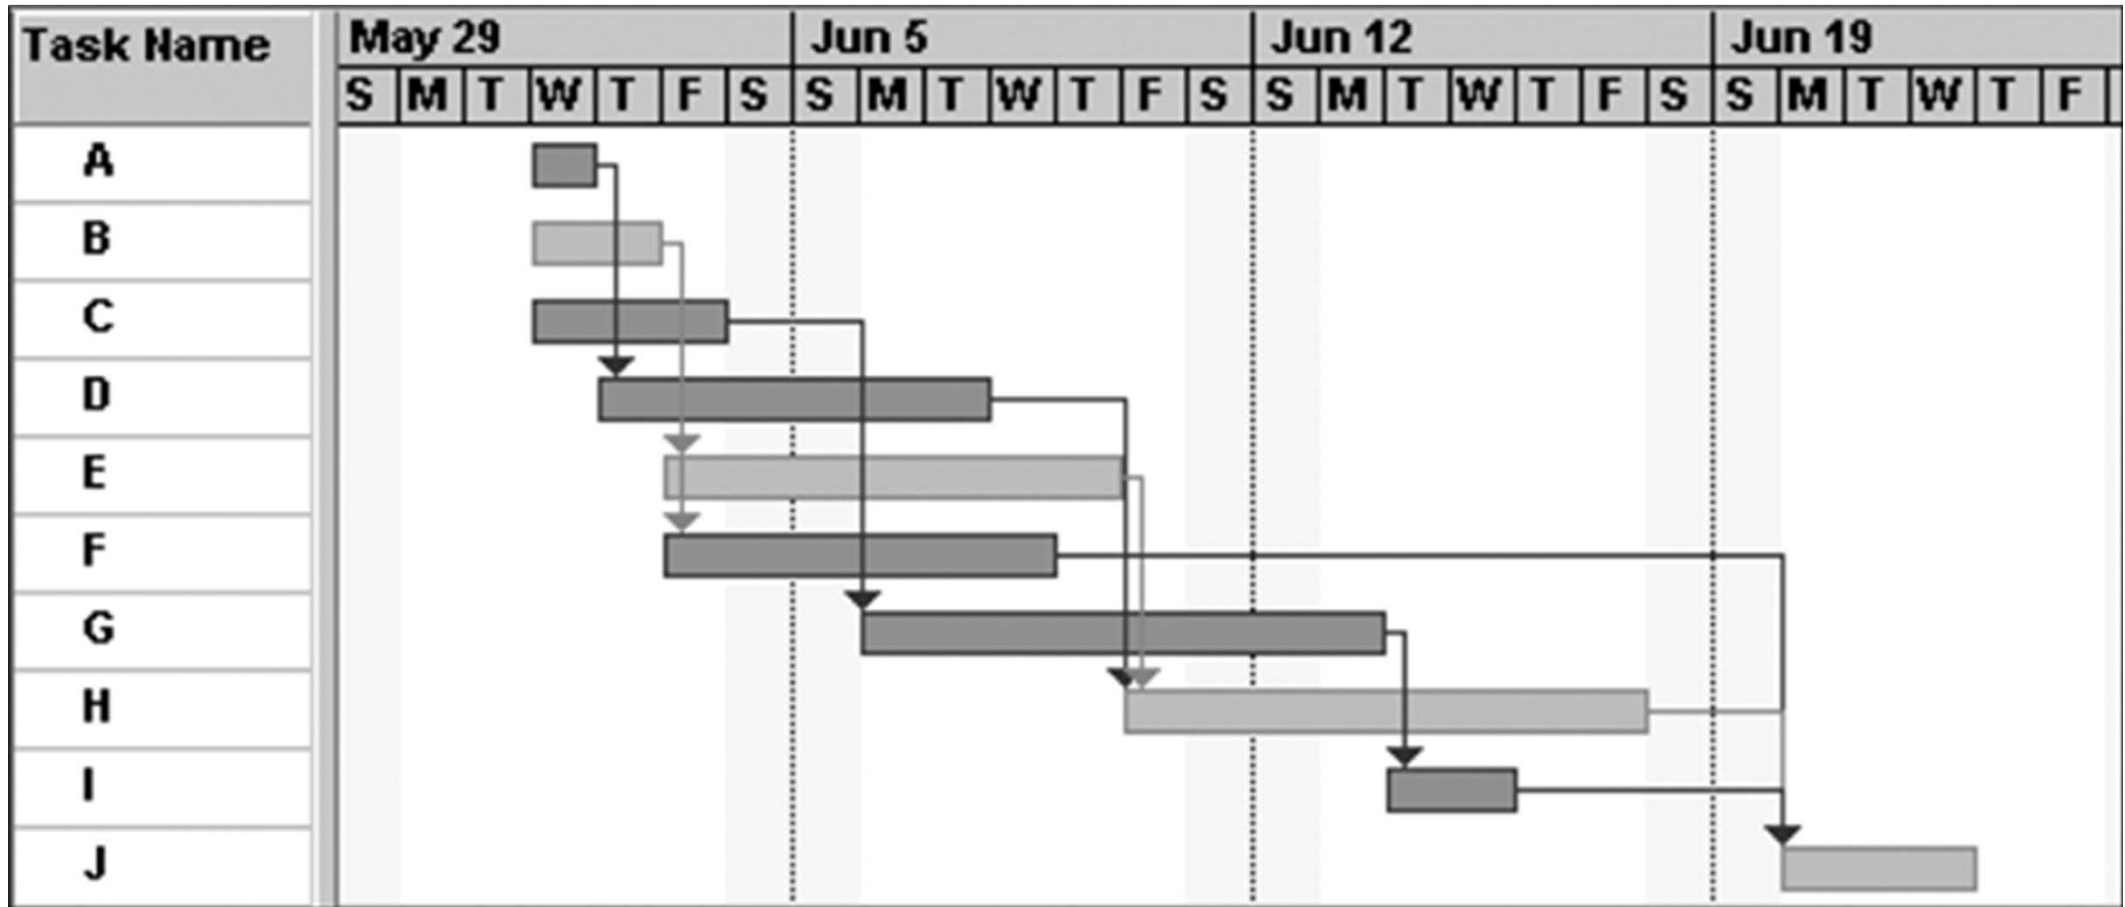 Task Name
May 29 Jun 5 Jun 12 Jun 19
S M T W T F S S M T W T F S S M T W T F S S M T W T F
A
B
C
D
E
F
G
H
I
J